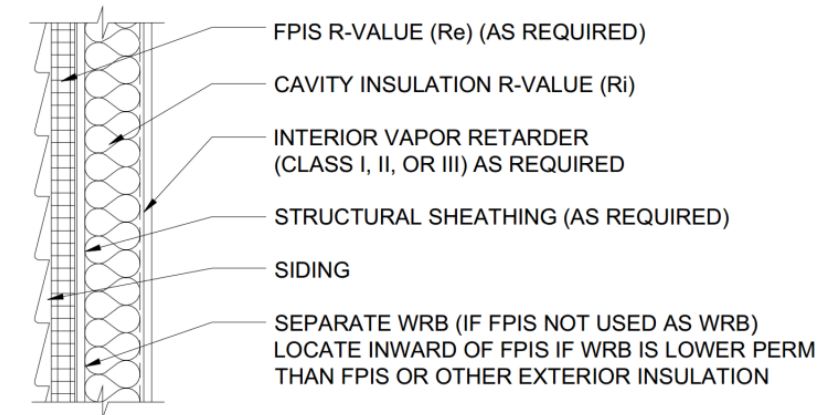 FPIS R-VALUE (Re) (AS REQUIRED)
CAVITY INSULATION R-VALUE (Ri)
INTERIOR VAPOR RETARDER
(CLASS I, II, OR III) AS REQUIRED
STRUCTURAL SHEATHING (AS REQUIRED)
SIDING
SEPARATE WRB (IF FPIS NOT USED AS WRB)
LOCATE INWARD OF FPIS IF WRB IS LOWER PERM
THAN FPIS OR OTHER EXTERIOR INSULATION